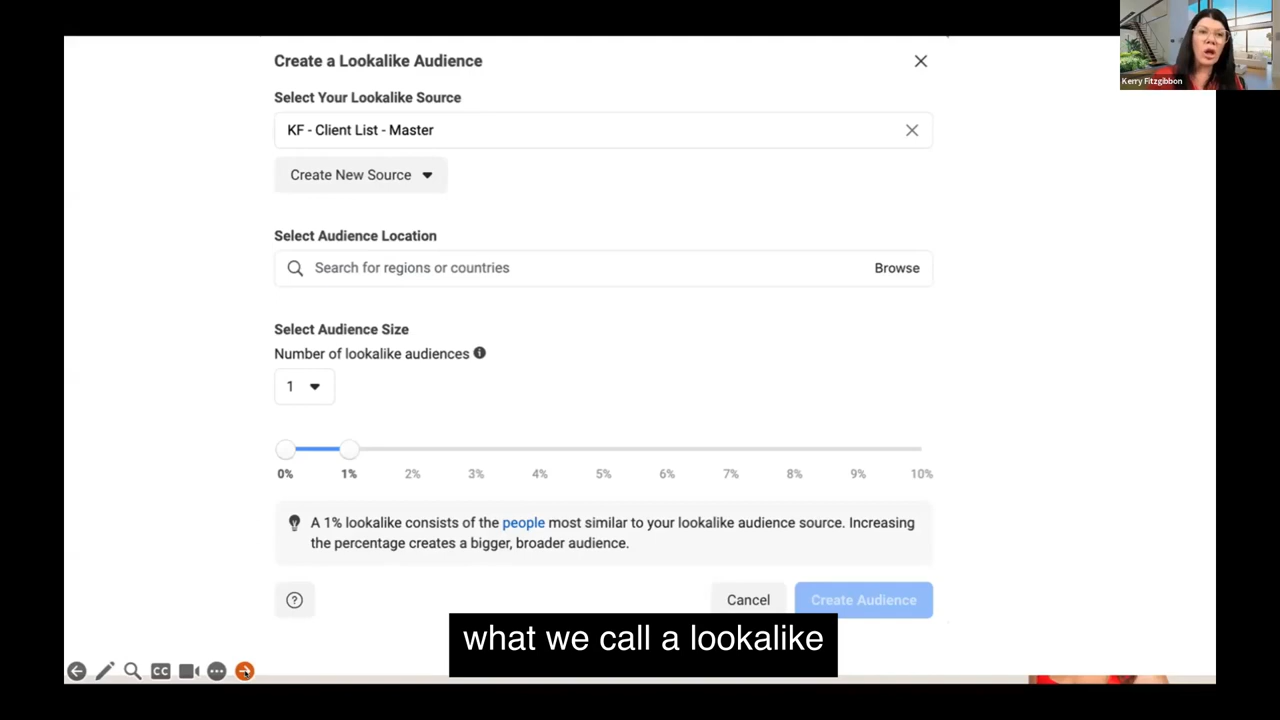 Create a Lookalike Audience
Kerry Fitzgibbon
Select Your Lookalike Source
KF - Client List - Master
Create New Source
Select Audience Location
Search for regions or countries
Browse
Select Audience Size
Number of lookalike audiences
1
0% 1% 2% 3% 4% 5% 6% 7% 8% 9% 10%
A 1% lookalike consists of the people most similar to your lookalike audience source. Increasing
the percentage creates a bigger, broader audience.
Cancel
Create Audience
what we call a lookalike
CC